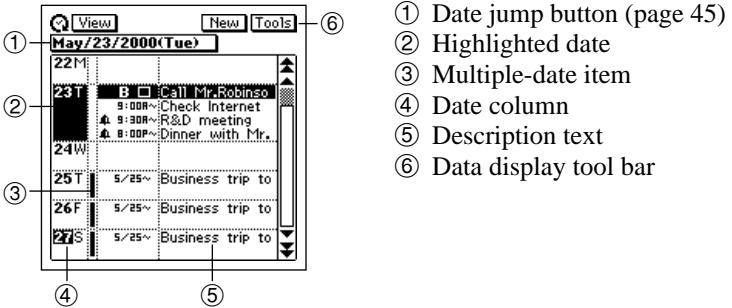 View New Tools
May/23/2000(Tue)
22M
23T B □ Call Mr.Robinso
9:00A~ Check Internet
9:30A~ R&D meeting
8:00P~ Dinner with Mr.
24W
25T 5/25~ Business trip to
26F 5/25~ Business trip to
27S 5/25~ Business trip to
① ② ③ ④ ⑤ ⑥
① Date jump button (page 45)
② Highlighted date
③ Multiple-date item
④ Date column
⑤ Description text
⑥ Data display tool bar